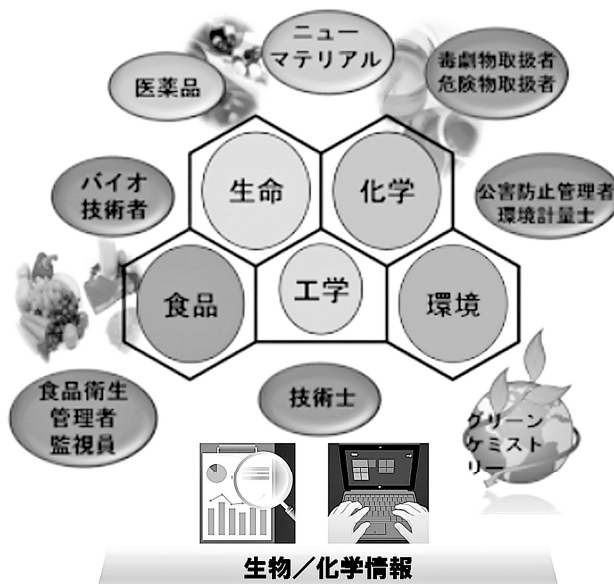 ニュー
マテリアル
毒劇物取扱者
危険物取扱者
医薬品
バイオ
技術者
生命
化学
公害防止管理者
環境計量士
食品
工学
環境
食品衛生
管理者
監視員
技術士
グリーン
ケミスト
リー
生物／化学情報